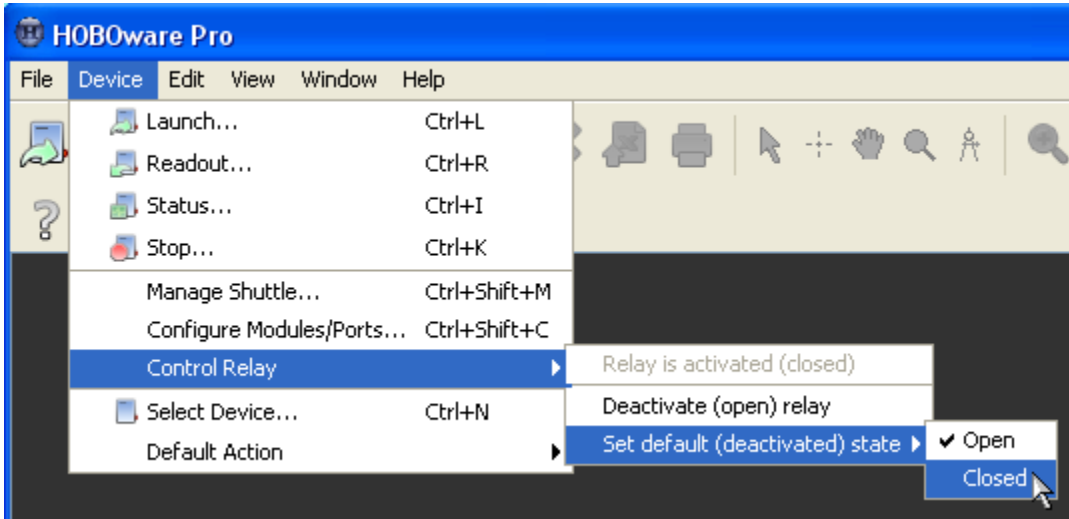 HOBOware Pro
File Device Edit View Window Help
Launch... Ctrl+L
Readout... Ctrl+R
Status... Ctrl+I
Stop... Ctrl+K
Manage Shuttle... Ctrl+Shift+M
Configure Modules/Ports... Ctrl+Shift+C
Control Relay
Relay is activated (closed)
Select Device... Ctrl+N
Deactivate (open) relay
Default Action
Set default (deactivated) state
Open
Closed